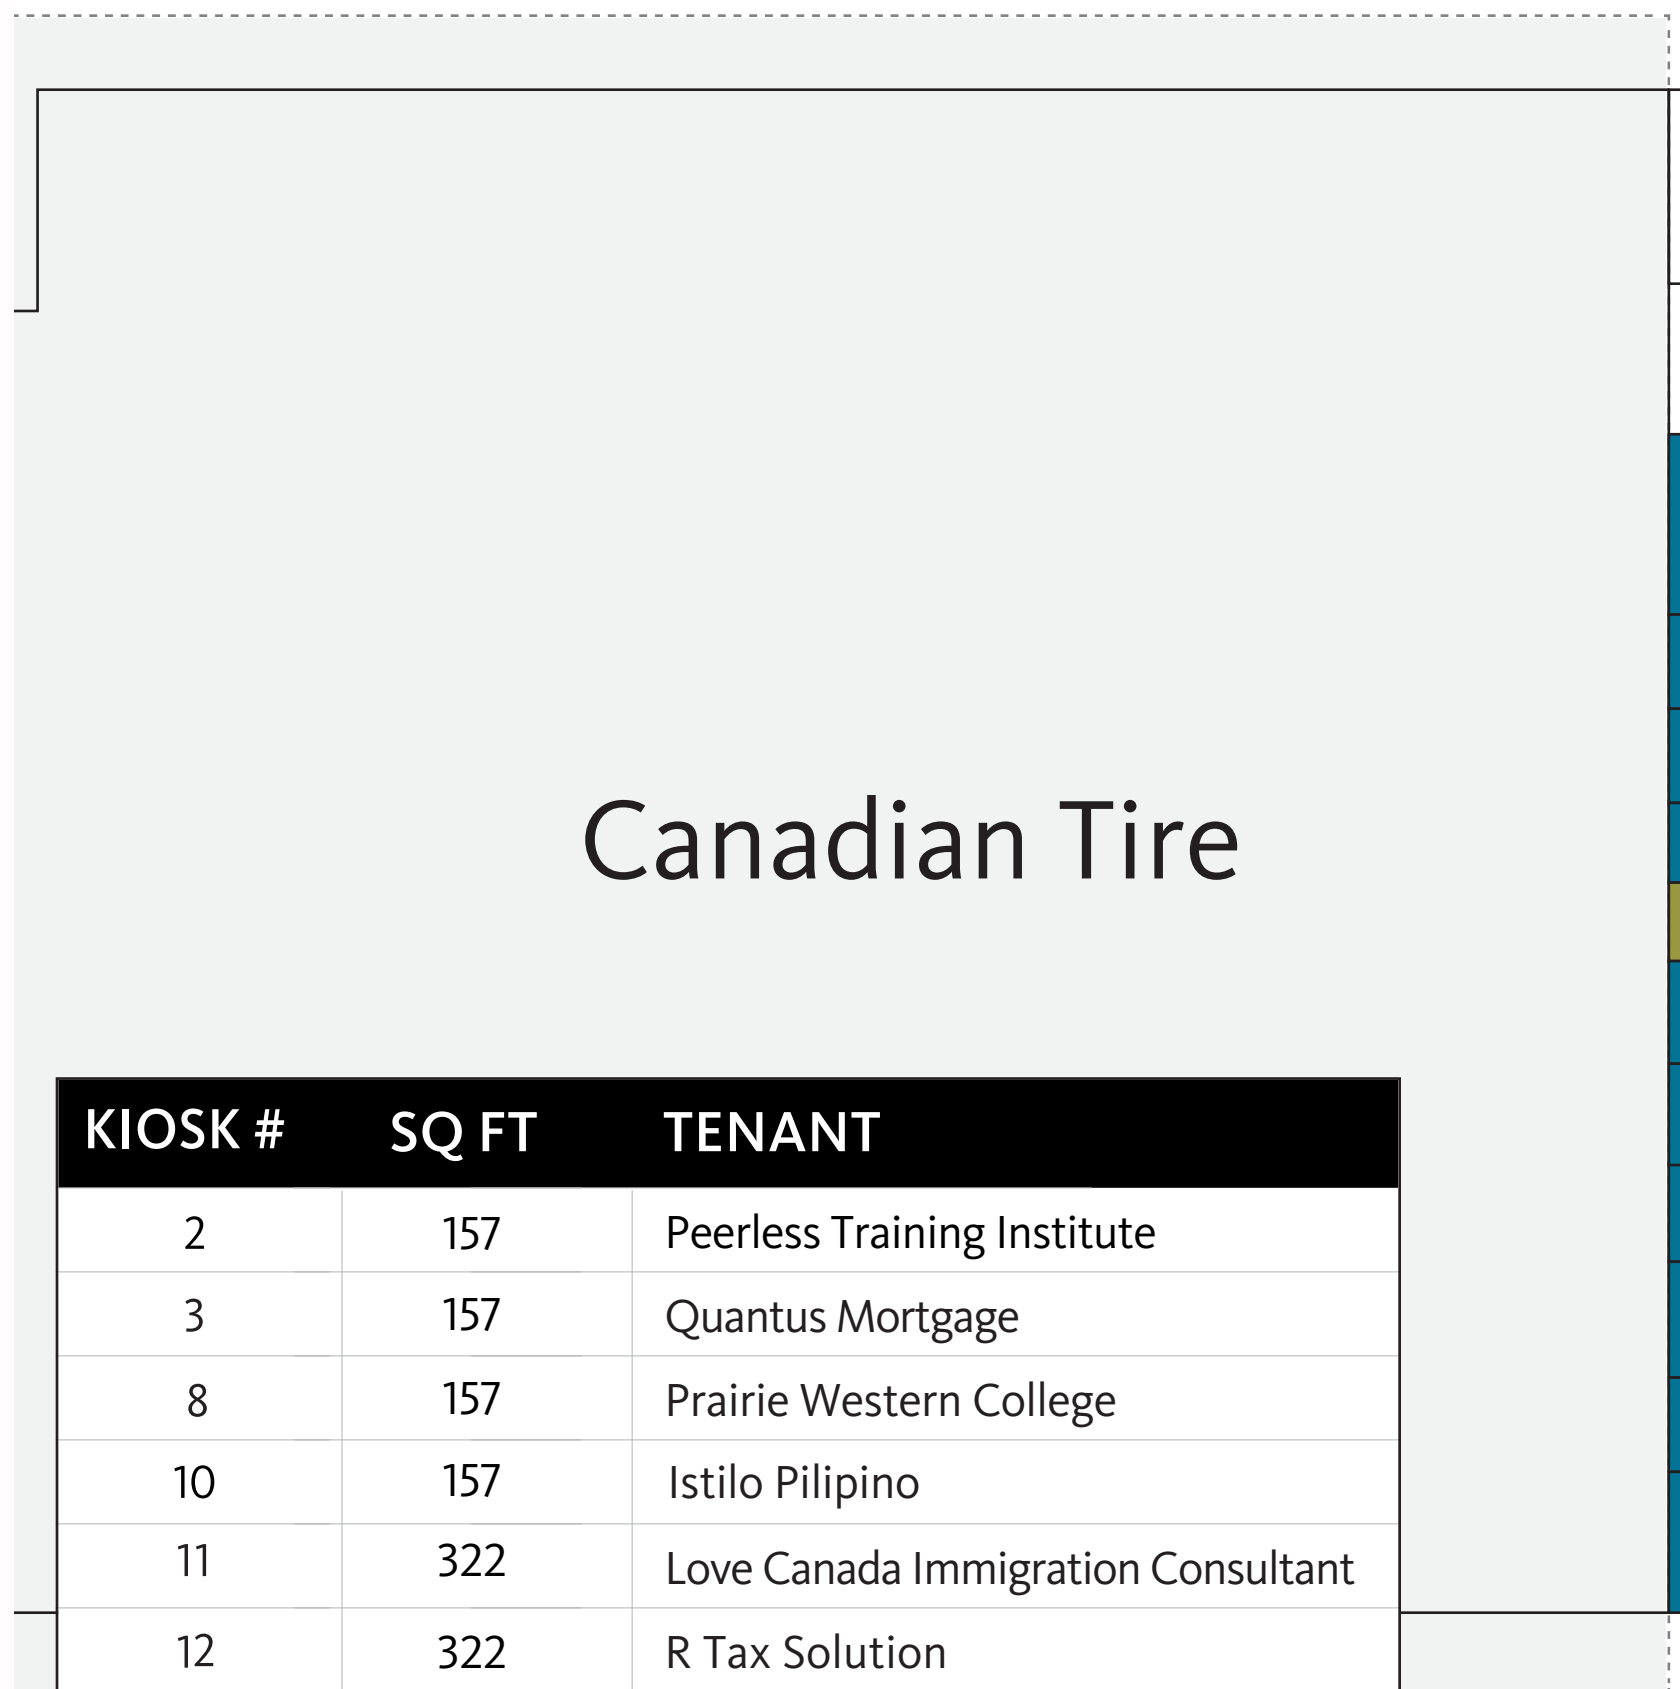 Canadian Tire
KIOSK # SQ FT TENANT
2 157 Peerless Training Institute
3 157 Quantus Mortgage
8 157 Prairie Western College
10 157 Istilo Pilipino
11 322 Love Canada Immigration Consultant
12 322 R Tax Solution